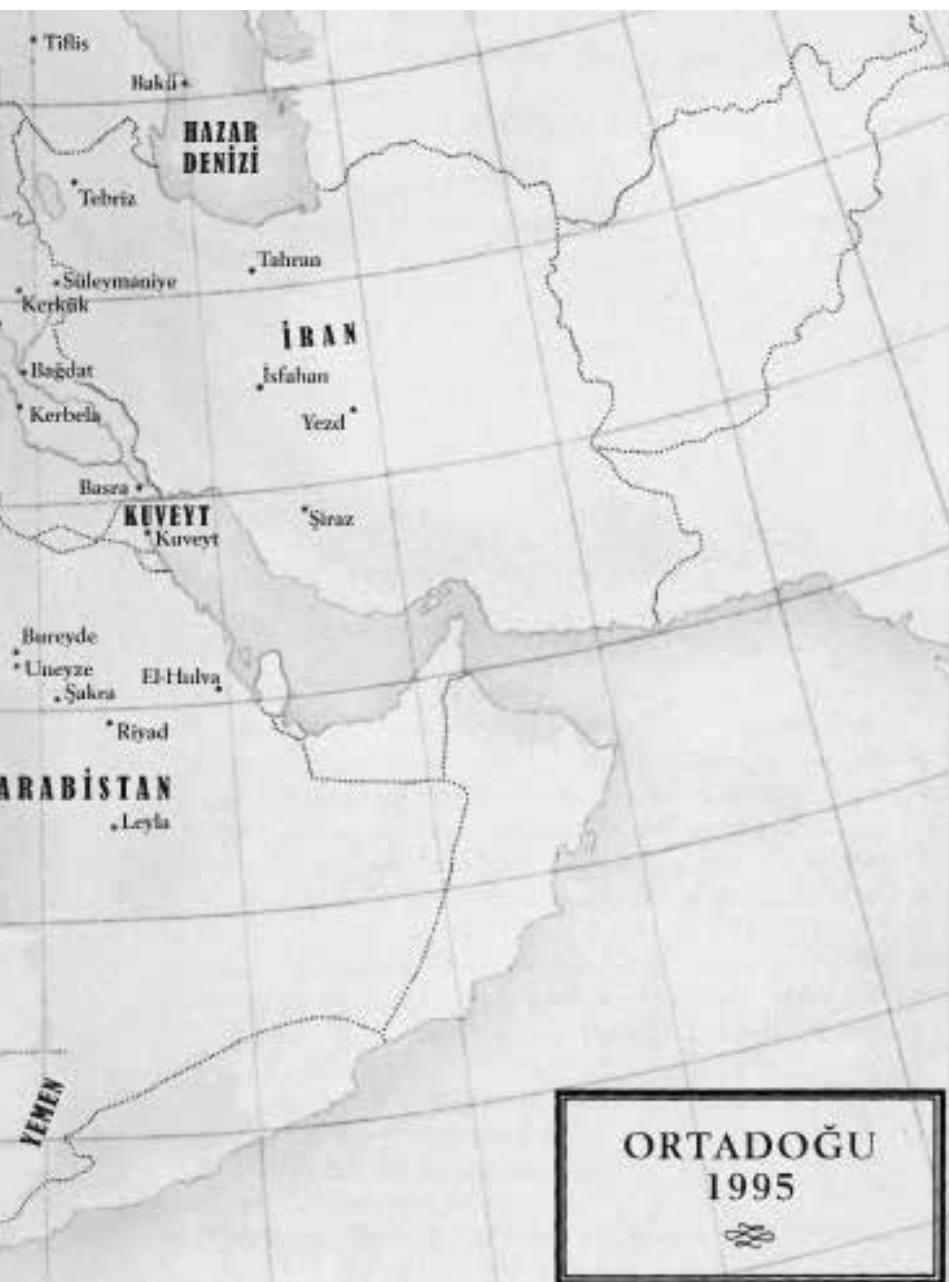 Tiflis
Bakü
HAZAR
DENİZİ
Tebriz
Tahran
Süleymaniye
Kerkük
İRAN
Bağdat
İsfahan
Kerbela
Yezd
Basra
KUVEYT
Şiraz
Kuveyt
Bureyde
Uneyze
El-Hulva
Şakra
Riyad
ARABİSTAN
Leyla
YEMEN
ORTADOĞU
1995